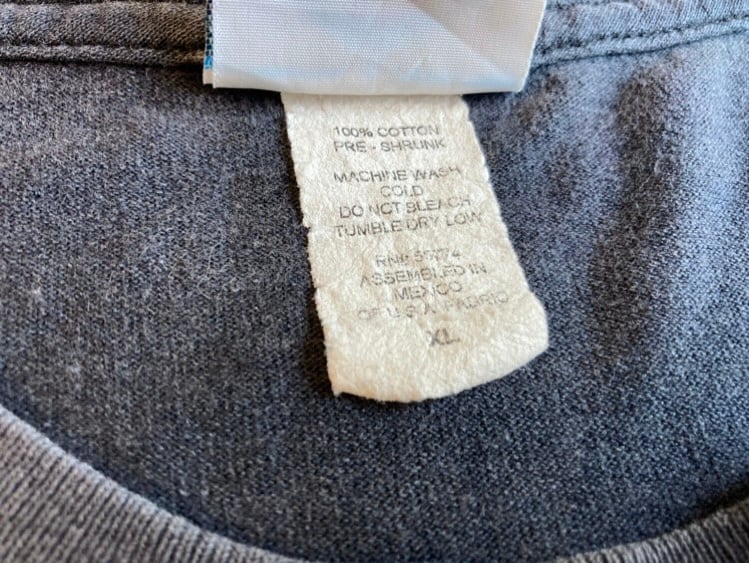 100% COTTON
PRE - SHRUNK
MACHINE WASH
COLD
DO NOT BLEACH
TUMBLE DRY LOW
RN#
ASSEMBLED IN
MEXICO
OF U.S.A. FABRIC
XL